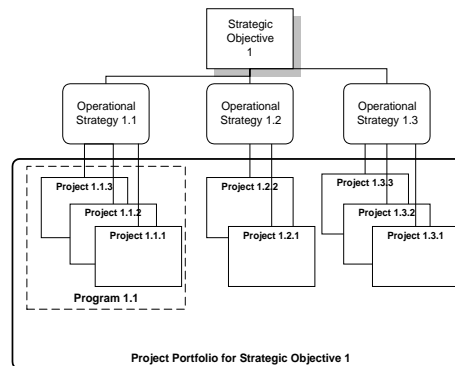 Strategic
Objective
1
Operational
Strategy 1.1
Operational
Strategy 1.2
Operational
Strategy 1.3
Project 1.1.3
Project 1.1.2
Project 1.1.1
Project 1.2.2
Project 1.2.1
Project 1.3.3
Project 1.3.2
Project 1.3.1
Program 1.1
Project Portfolio for Strategic Objective 1